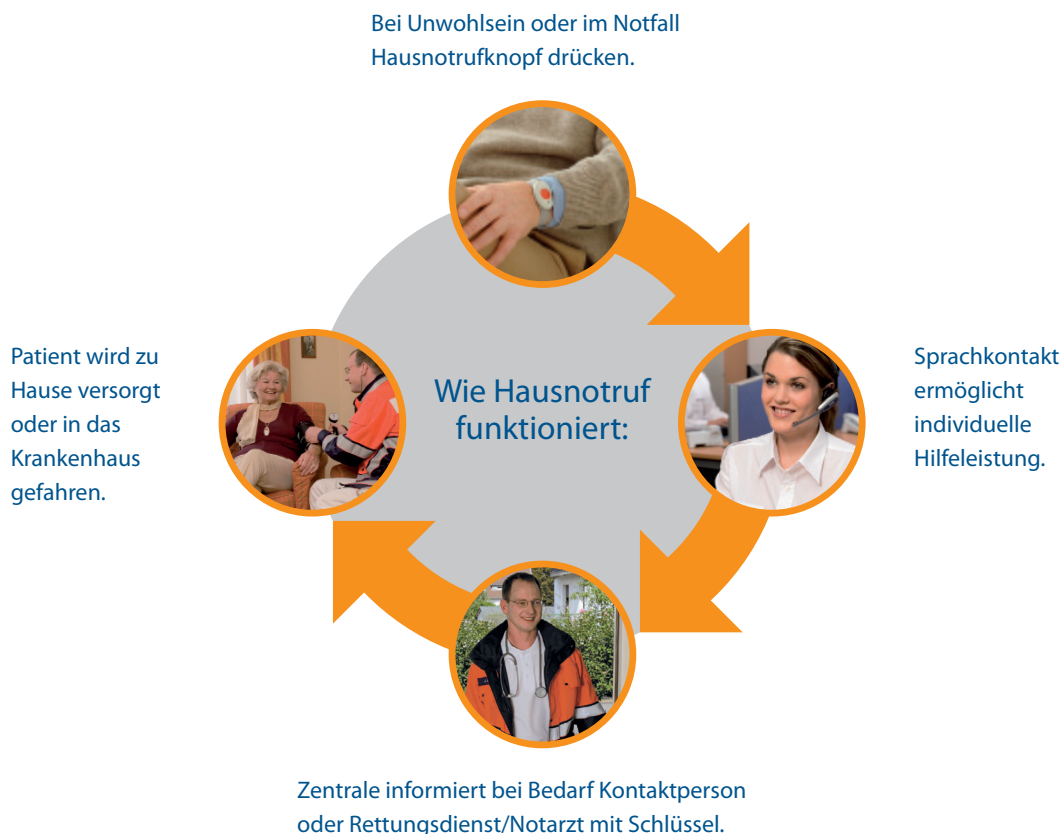 Bei Unwohlsein oder im Notfall
Hausnotrufknopf drücken.
Wie Hausnotruf
funktioniert:
Sprachkontakt
ermöglicht
individuelle
Hilfeleistung.
Zentrale informiert bei Bedarf Kontaktperson
oder Rettungsdienst/Notarzt mit Schlüssel.
Patient wird zu
Hause versorgt
oder in das
Krankenhaus
gefahren.